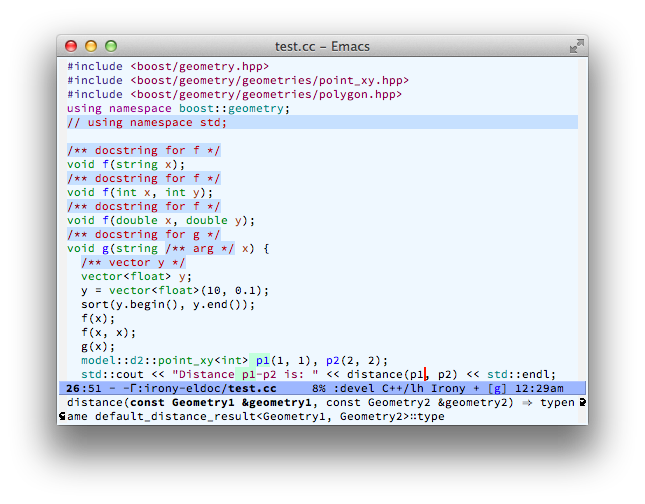 test.cc – Emacs
#include <boost/geometry.hpp>
#include <boost/geometry/geometries/point_xy.hpp>
#include <boost/geometry/geometries/polygon.hpp>
using namespace boost::geometry;
// using namespace std;
/** docstring for f */
void f(string x);
/** docstring for f */
void f(int x, int y);
/** docstring for f */
void f(double x, double y);
/** docstring for g */
void g(string /** arg */ x) {
  /** vector y */
  vector<float> y;
  y = vector<float>(10, 0.1);
  sort(y.begin(), y.end());
  f(x);
  f(x, x);
  g(x);
  model::d2::point_xy<int> p1(1, 1), p2(2, 2);
  std::cout << "Distance p1-p2 is: " << distance(p1, p2) << std::endl;
26:51 - -Γ:irony-eldoc/test.cc 8% :devel C++/lh Irony + [g] 12:29am
distance(const Geometry1 &geometry1, const Geometry2 &geometry2) ⇒ typen
ame default_distance_result<Geometry1, Geometry2>::type